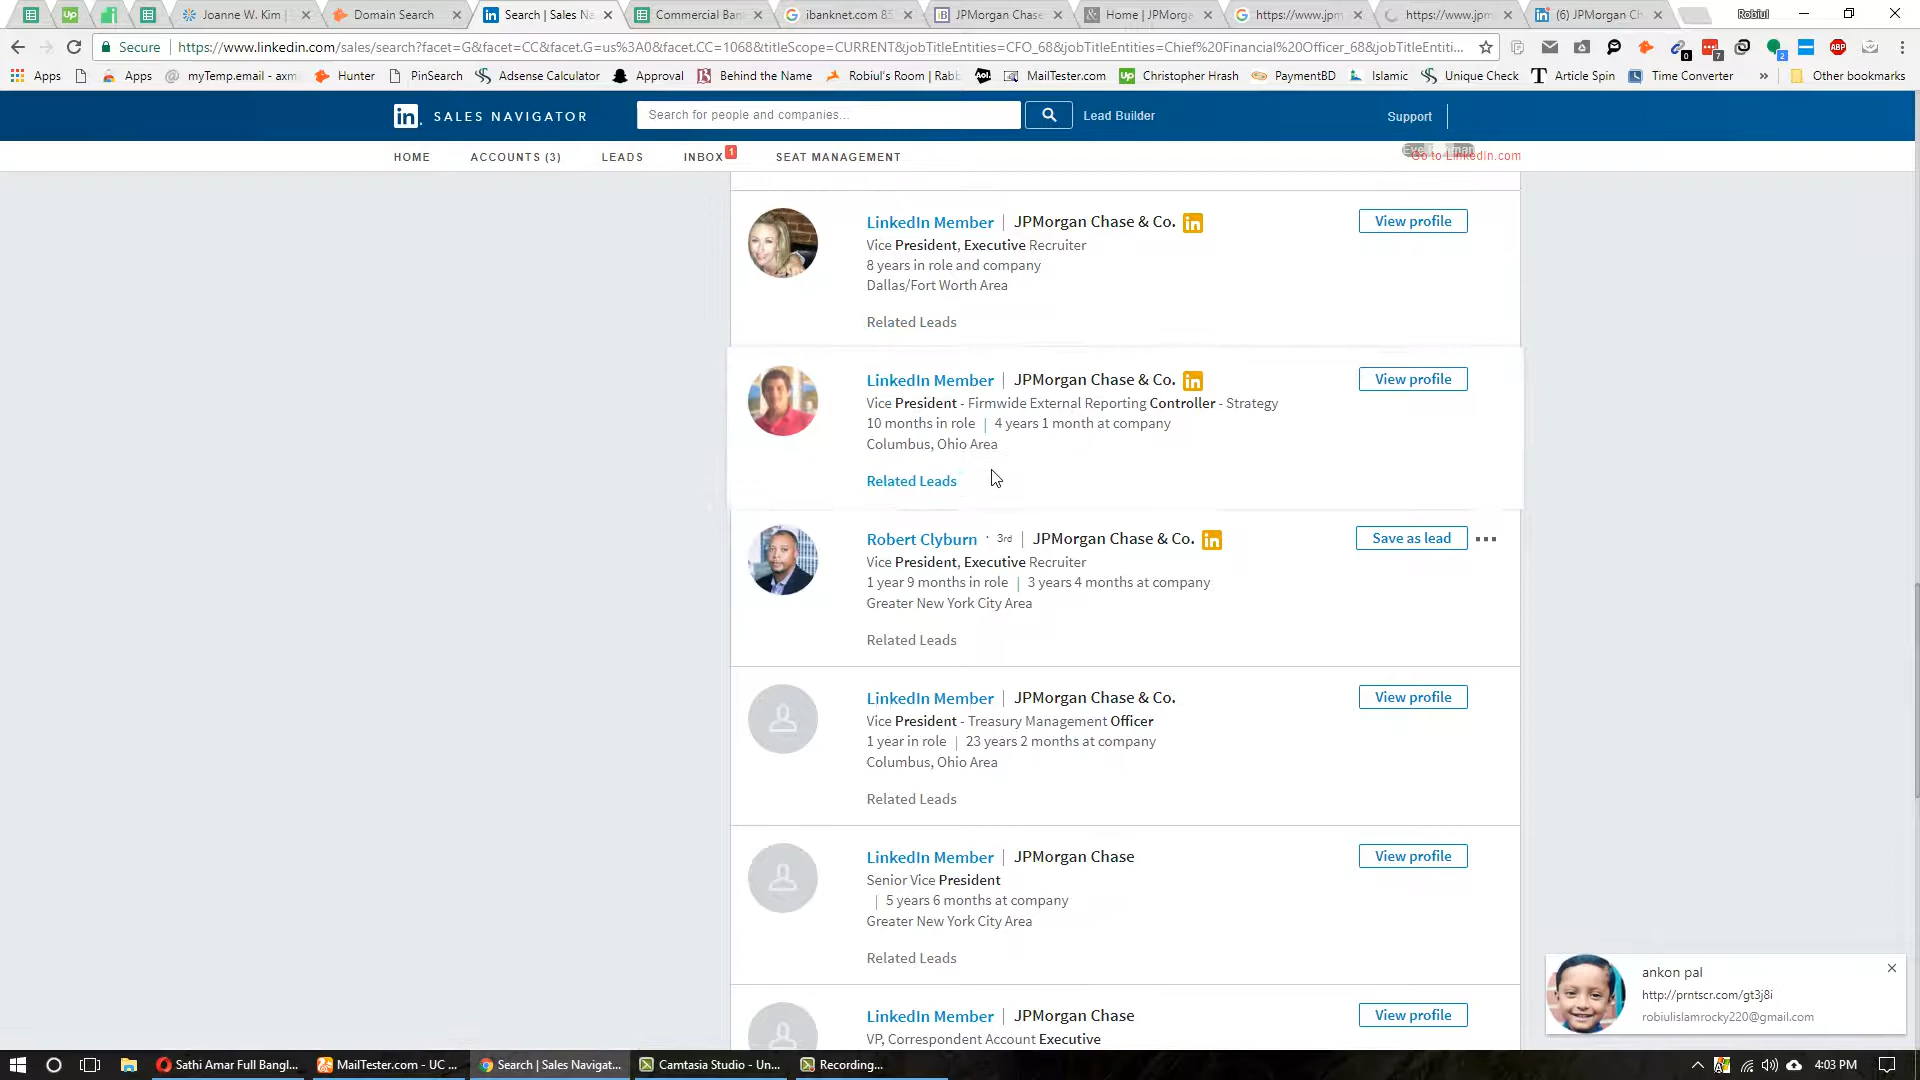 Joanne W. Kim |
Domain Search
Search | Sales Na
Commercial Ban
ibanknet.com 85
JPMorgan Chase
Home | JPMorga
https://www.jpm
https://www.jpm
(6) JPMorgan Ch
Robiul
Secure
https://www.linkedin.com/sales/search?facet=G&facet=CC&facet.G=us%3A0&facet.CC=1068&titleScope=CURRENT&jobTitleEntities=CFO_68&jobTitleEntities=Chief%20Financial%20Officer_68&jobTitleEntiti...
Apps
Apps
myTemp.email - axm
Hunter
PinSearch
Adsense Calculator
Approval
Behind the Name
Robiul's Room | Rabb
Aol.
MailTester.com
Christopher Hrash
PaymentBD
Islamic
Unique Check
Article Spin
Time Converter
»
Other bookmarks
in SALES NAVIGATOR
Search for people and companies...
Lead Builder
Support
HOME
ACCOUNTS (3)
LEADS
INBOX 1
SEAT MANAGEMENT
Go to LinkedIn.com
LinkedIn Member | JPMorgan Chase & Co. in
View profile
Vice President, Executive Recruiter
8 years in role and company
Dallas/Fort Worth Area
Related Leads
LinkedIn Member | JPMorgan Chase & Co. in
View profile
Vice President - Firmwide External Reporting Controller - Strategy
10 months in role | 4 years 1 month at company
Columbus, Ohio Area
Related Leads
Robert Clyburn · 3rd | JPMorgan Chase & Co. in
Save as lead
Vice President, Executive Recruiter
1 year 9 months in role | 3 years 4 months at company
Greater New York City Area
Related Leads
LinkedIn Member | JPMorgan Chase & Co.
View profile
Vice President - Treasury Management Officer
1 year in role | 23 years 2 months at company
Columbus, Ohio Area
Related Leads
LinkedIn Member | JPMorgan Chase
View profile
Senior Vice President
| 5 years 6 months at company
Greater New York City Area
Related Leads
LinkedIn Member | JPMorgan Chase
View profile
VP, Correspondent Account Executive
ankon pal
http://prntscr.com/gt3j8i
robiulislamrocky220@gmail.com
Sathi Amar Full Bangl...
MailTester.com - UC ...
Search | Sales Navigat...
Camtasia Studio - Un...
Recording...
4:03 PM